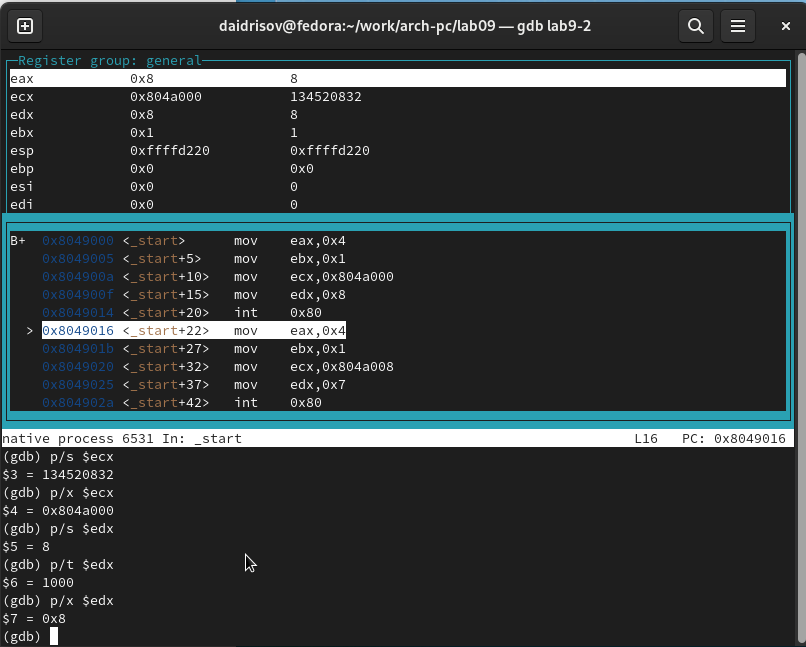 daidrisov@fedora:~/work/arch-pc/lab09 — gdb lab9-2
Register group: general
eax 0x8 8
ecx 0x804a000 134520832
edx 0x8 8
ebx 0x1 1
esp 0xffffd220 0xffffd220
ebp 0x0 0x0
esi 0x0 0
edi 0x0 0
B+ 0x8049000 <_start> mov eax,0x4
0x8049005 <_start+5> mov ebx,0x1
0x804900a <_start+10> mov ecx,0x804a000
0x804900f <_start+15> mov edx,0x8
0x8049014 <_start+20> int 0x80
> 0x8049016 <_start+22> mov eax,0x4
0x804901b <_start+27> mov ebx,0x1
0x8049020 <_start+32> mov ecx,0x804a008
0x8049025 <_start+37> mov edx,0x7
0x804902a <_start+42> int 0x80
native process 6531 In: _start L16 PC: 0x8049016
(gdb) p/s $ecx
$3 = 134520832
(gdb) p/x $ecx
$4 = 0x804a000
(gdb) p/s $edx
$5 = 8
(gdb) p/t $edx
$6 = 1000
(gdb) p/x $edx
$7 = 0x8
(gdb)